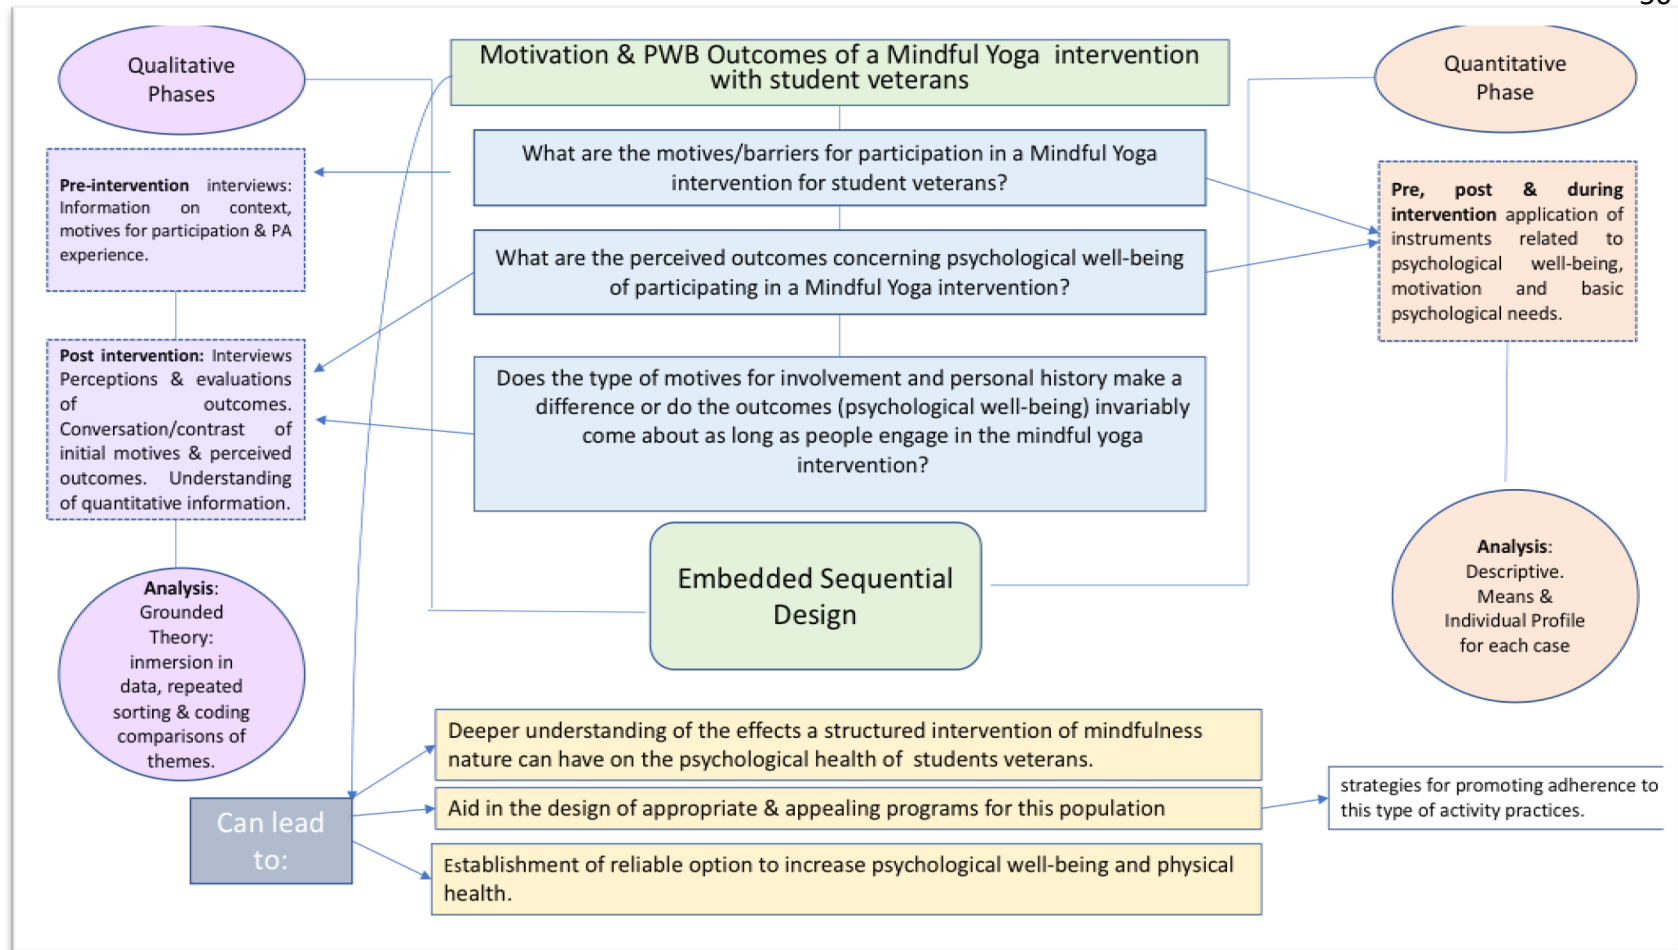 Qualitative
Phases
Motivation & PWB Outcomes of a Mindful Yoga intervention
with student veterans
Quantitative
Phase
What are the motives/barriers for participation in a Mindful Yoga
intervention for student veterans?
Pre-intervention interviews:
Information on context,
motives for participation & PA
experience.
Pre, post & during
intervention application of
instruments related to
psychological well-being,
motivation and basic
psychological needs.
What are the perceived outcomes concerning psychological well-being
of participating in a Mindful Yoga intervention?
Post intervention: Interviews
Perceptions & evaluations
of outcomes.
Conversation/contrast of
initial motives & perceived
outcomes. Understanding
of quantitative information.
Does the type of motives for involvement and personal history make a
difference or do the outcomes (psychological well-being) invariably
come about as long as people engage in the mindful yoga
intervention?
Embedded Sequential
Design
Analysis:
Grounded
Theory:
inmersion in
data, repeated
sorting & coding
comparisons of
themes.
Analysis:
Descriptive.
Means &
Individual Profile
for each case
Can lead
to:
Deeper understanding of the effects a structured intervention of mindfulness
nature can have on the psychological health of students veterans.
Aid in the design of appropriate & appealing programs for this population
strategies for promoting adherence to
this type of activity practices.
Establishment of reliable option to increase psychological well-being and physical
health.